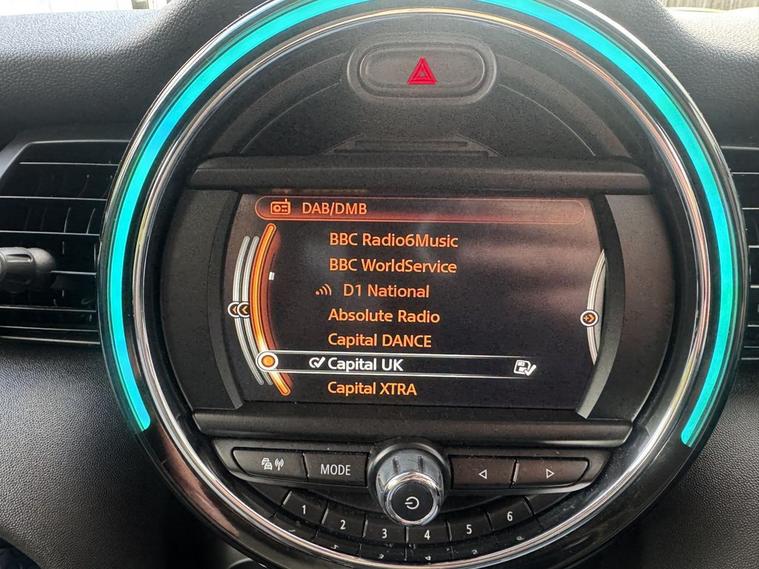 DAB/DMB
BBC Radio6Music
BBC WorldService
D1 National
Absolute Radio
Capital DANCE
Capital UK
Capital XTRA
MODE
1 2 3 4 5 6